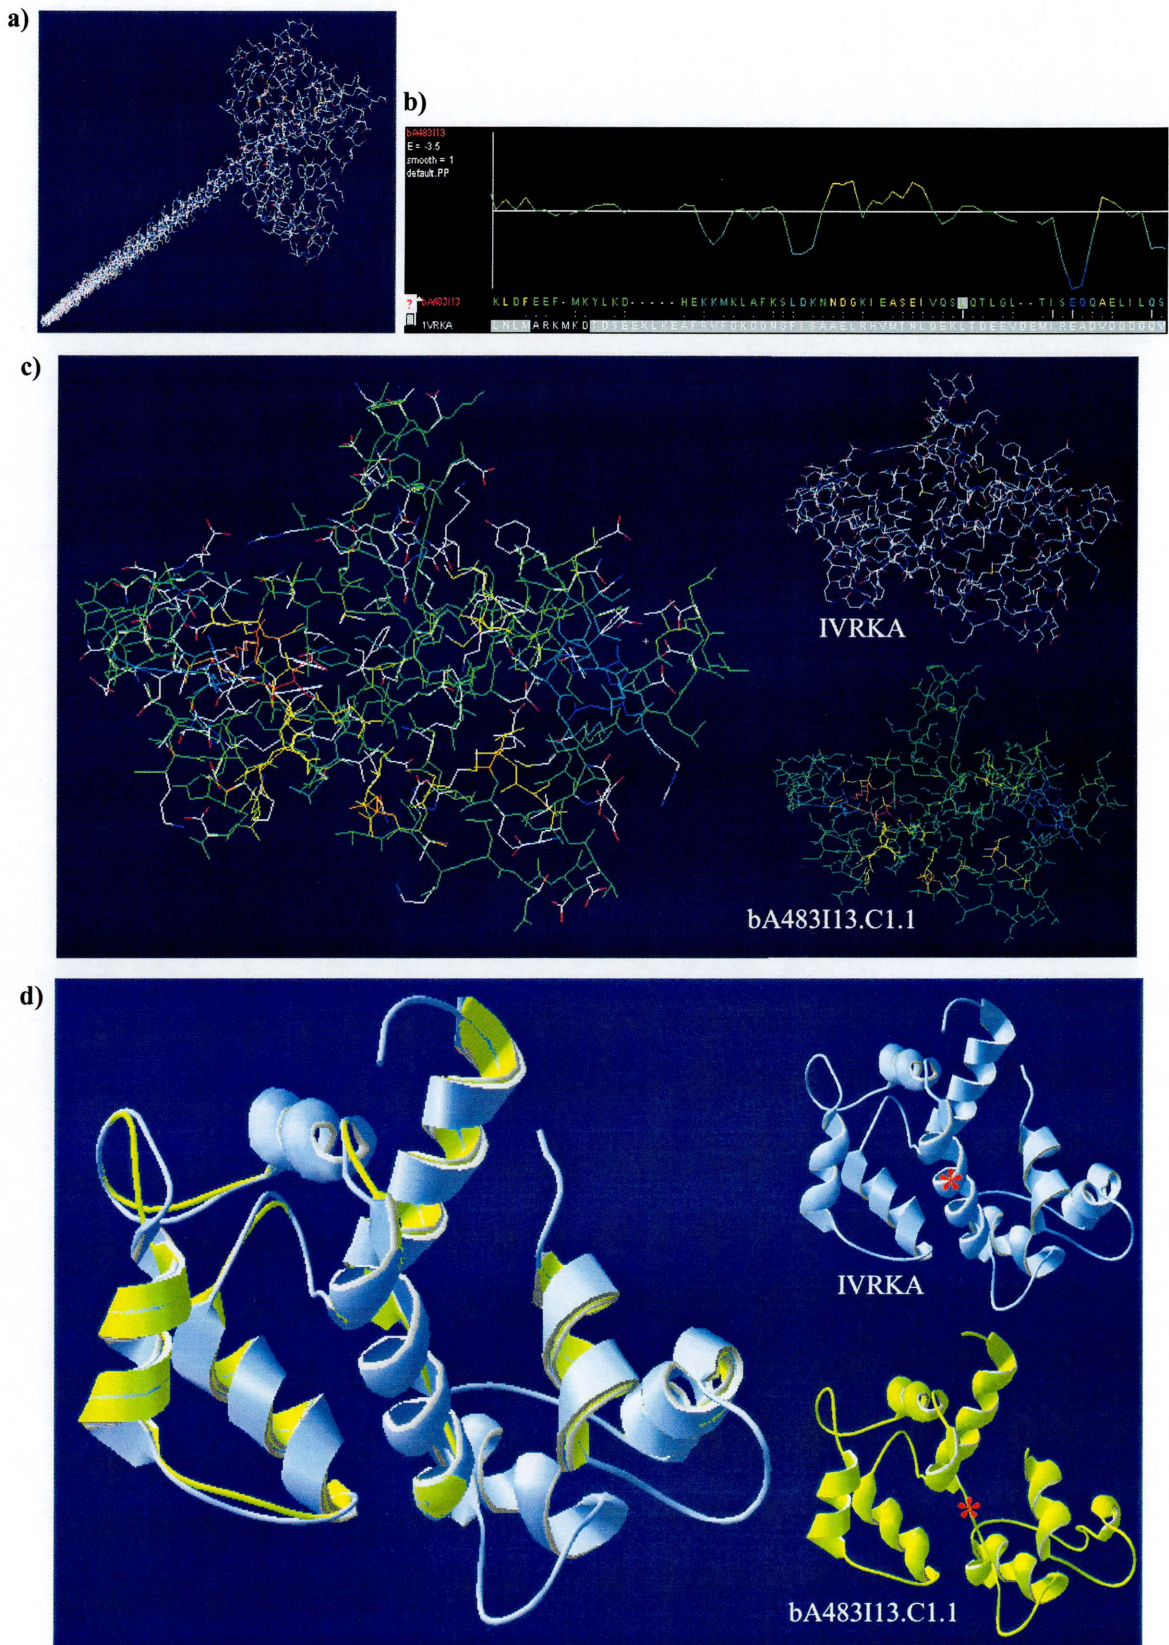 a)
b)
bA483I13
E = -3.5
smooth = 1
default.PP
bA483I13 KLDFEEF-MKYLKD-----HEKKMKLAFKSLDKNNDGKIEASEIVQSLQTLGL--TISEQQAELILQS
1VRKA LNLMARKMKDTDSEEKLKEAFRVFDKDDNGFISAAELRHVMTNLGEKLTDEEVDEMIREADVDGDDQV
c)
IVRKA
bA483I13.C1.1
d)
IVRKA
bA483I13.C1.1